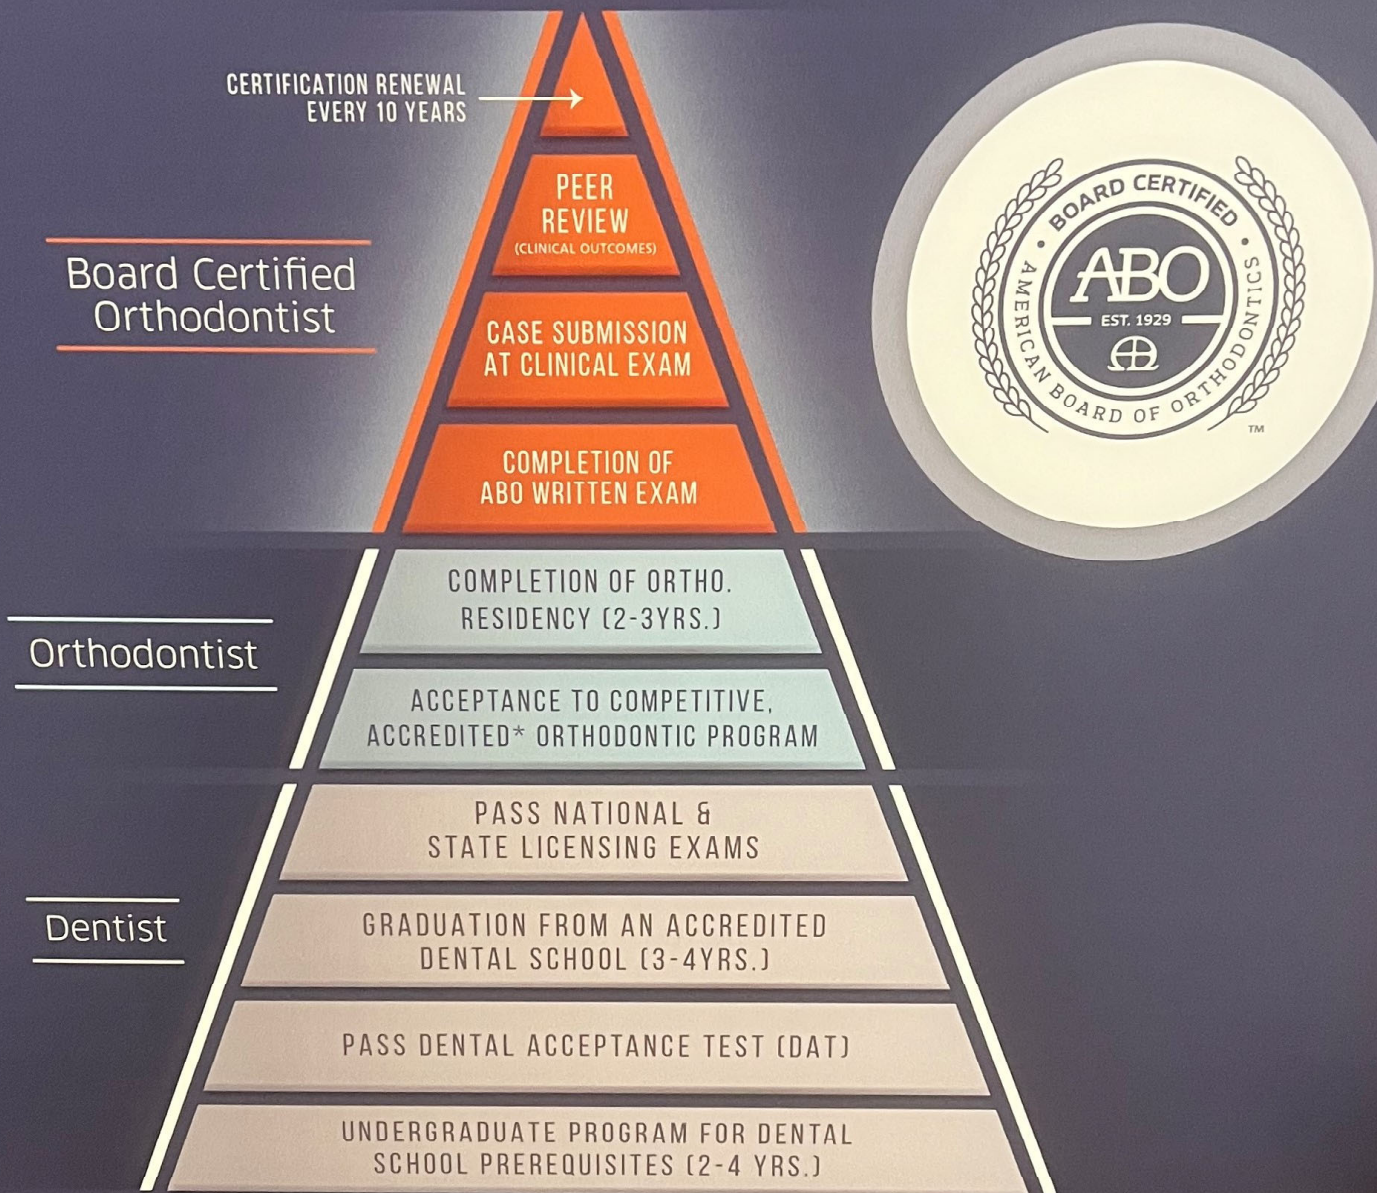 CERTIFICATION RENEWAL
EVERY 10 YEARS
PEER
REVIEW
(CLINICAL OUTCOMES)
Board Certified
Orthodontist
CASE SUBMISSION
AT CLINICAL EXAM
COMPLETION OF
ABO WRITTEN EXAM
• BOARD CERTIFIED •
AMERICAN BOARD OF ORTHODONTICS
ABO
EST. 1929
TM
COMPLETION OF ORTHO.
RESIDENCY (2-3YRS.)
Orthodontist
ACCEPTANCE TO COMPETITIVE,
ACCREDITED* ORTHODONTIC PROGRAM
PASS NATIONAL &
STATE LICENSING EXAMS
Dentist
GRADUATION FROM AN ACCREDITED
DENTAL SCHOOL (3-4YRS.)
PASS DENTAL ACCEPTANCE TEST (DAT)
UNDERGRADUATE PROGRAM FOR DENTAL
SCHOOL PREREQUISITES (2-4 YRS.)